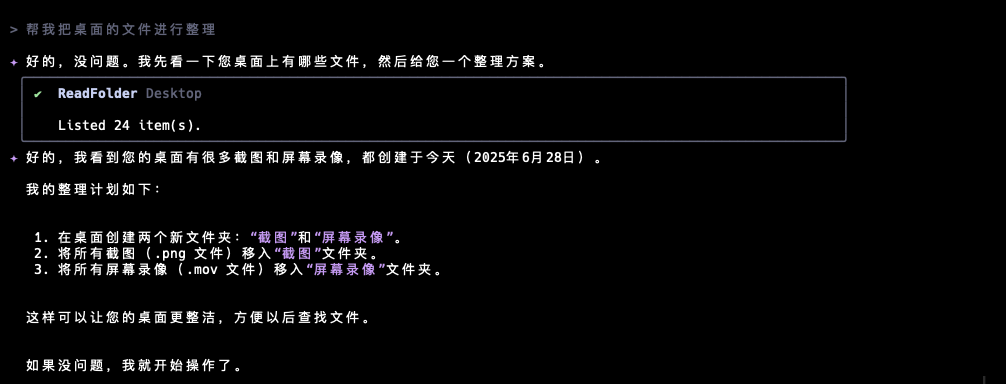 > 帮我把桌面的文件进行整理
✦ 好的，没问题。我先看一下您桌面上有哪些文件，然后给您一个整理方案。
✔ ReadFolder Desktop
Listed 24 item(s).
✦ 好的，我看到您的桌面有很多截图和屏幕录像，都创建于今天（2025年6月28日）。
我的整理计划如下：
1. 在桌面创建两个新文件夹：“截图”和“屏幕录像”。
2. 将所有截图（.png 文件）移入“截图”文件夹。
3. 将所有屏幕录像（.mov 文件）移入“屏幕录像”文件夹。
这样可以让您的桌面更整洁，方便以后查找文件。
如果没问题，我就开始操作了。